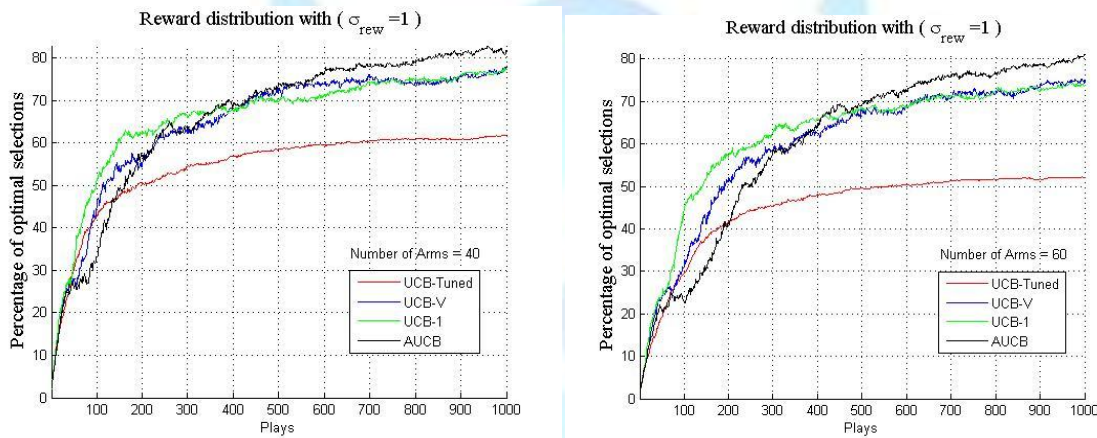 Reward distribution with ( σrew =1 )
Percentage of optimal selections
80
70
60
50
40
30
20
10
0
100 200 300 400 500 600 700 800 900 1000
Plays
Number of Arms = 40
UCB-Tuned
UCB-V
UCB-1
AUCB
Reward distribution with ( σrew =1 )
Percentage of optimal selections
80
70
60
50
40
30
20
10
0
100 200 300 400 500 600 700 800 900 1000
Plays
Number of Arms = 60
UCB-Tuned
UCB-V
UCB-1
AUCB